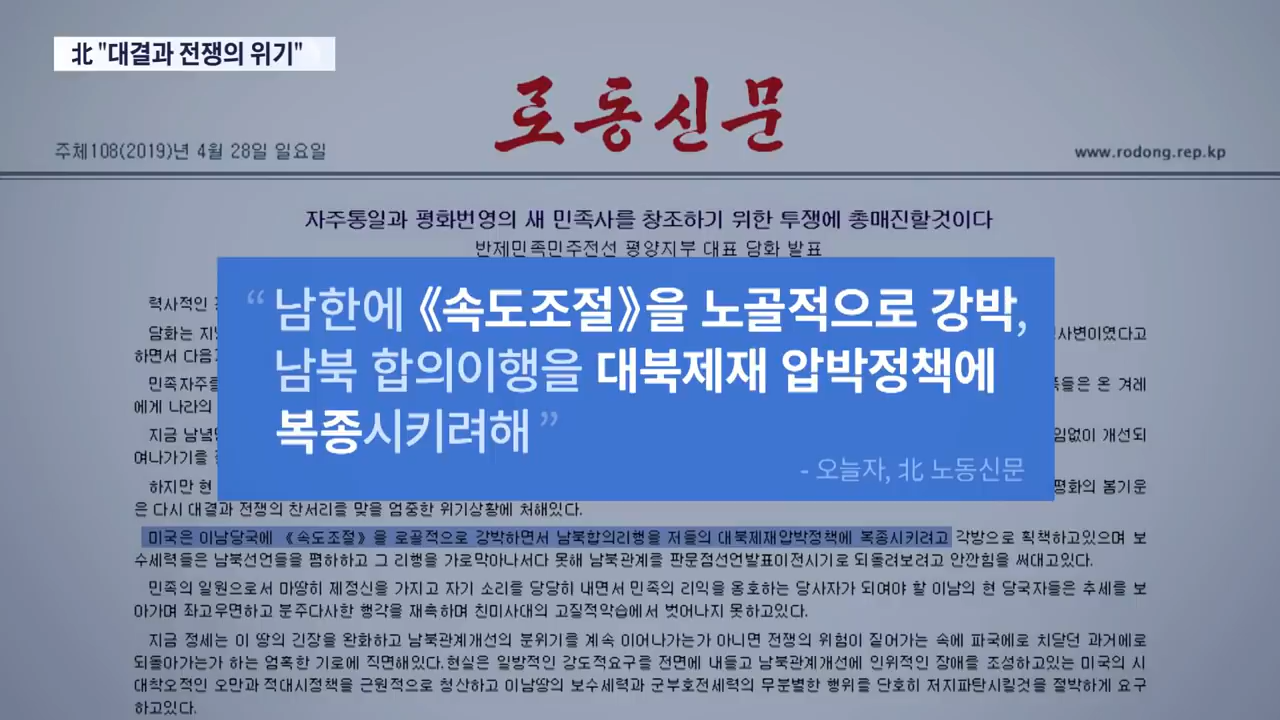 北 "대결과 전쟁의 위기"
로동신문
주체108(2019)년 4월 28일 일요일
www.rodong.rep.kp
자주통일과 평화번영의 새 민족사를 창조하기 위한 투쟁에 총매진할것이다
반제민족민주전선 평양지부 대표 담화 발표
“남한에 《속도조절》을 노골적으로 강박,
남북 합의이행을 대북제재 압박정책에
복종시키려해”
- 오늘자, 北 노동신문
력사적인
담화는 지 사변이였다고
하면서 다음
민족자주를 들은 온 겨레
에게 나라의
지금 남녘 임없이 개선되
여나가기를
하지만 현 평화의 봄기운
은 다시 대결과 전쟁의 찬서리를 맞을 엄중한 위기상황에 처해있다.
미국은 이남당국에 《속도조절》을 로골적으로 강박하면서 남북합의리행을 저들의 대북제재압박정책에 복종시키려고 각방으로 획책하고있으며 보
수세력들은 남북선언들을 폄하하고 그 리행을 가로막아나서다 못해 남북관계를 판문점선언발표이전시기로 되돌려보려고 안깐힘을 써대고있다.
민족의 일원으로서 마땅히 제정신을 가지고 자기 소리를 당당히 내면서 민족의 리익을 옹호하는 당사자가 되여야 할 이남의 현 당국자들은 추세를 보
아가며 좌고우면하고 분주다사한 행각을 재촉하며 친미사대의 고질적악습에서 벗어나지 못하고있다.
지금 정세는 이 땅의 긴장을 완화하고 남북관계개선의 분위기를 계속 이어나가는가 아니면 전쟁의 위험이 짙어가는 속에 파국에로 치닫던 과거에로
되돌아가는가 하는 엄혹한 기로에 직면해있다.현실은 일방적인 강도적요구를 전면에 내들고 남북관계개선에 인위적인 장애를 조성하고있는 미국의 시
대착오적인 오만과 적대시정책을 근원적으로 청산하고 이남땅의 보수세력과 군부호전세력의 무분별한 행위를 단호히 저지파탄시킬것을 절박하게 요구
하고있다.